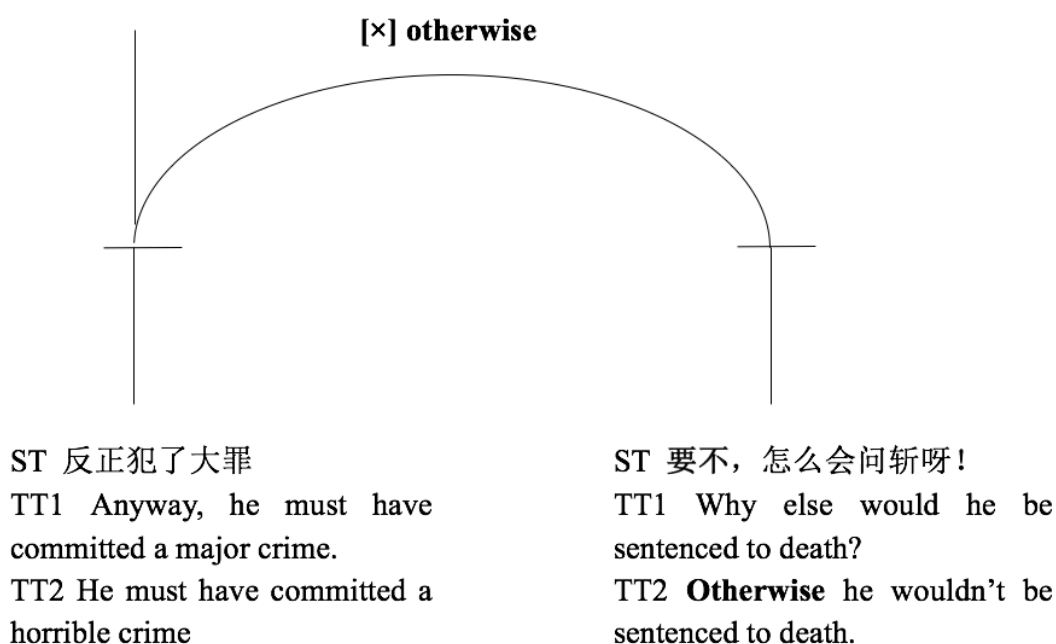 [×] otherwise
ST 反正犯了大罪
TT1 Anyway, he must have
committed a major crime.
TT2 He must have committed a
horrible crime
ST 要不，怎么会问斩呀！
TT1 Why else would he be
sentenced to death?
TT2 Otherwise he wouldn’t be
sentenced to death.